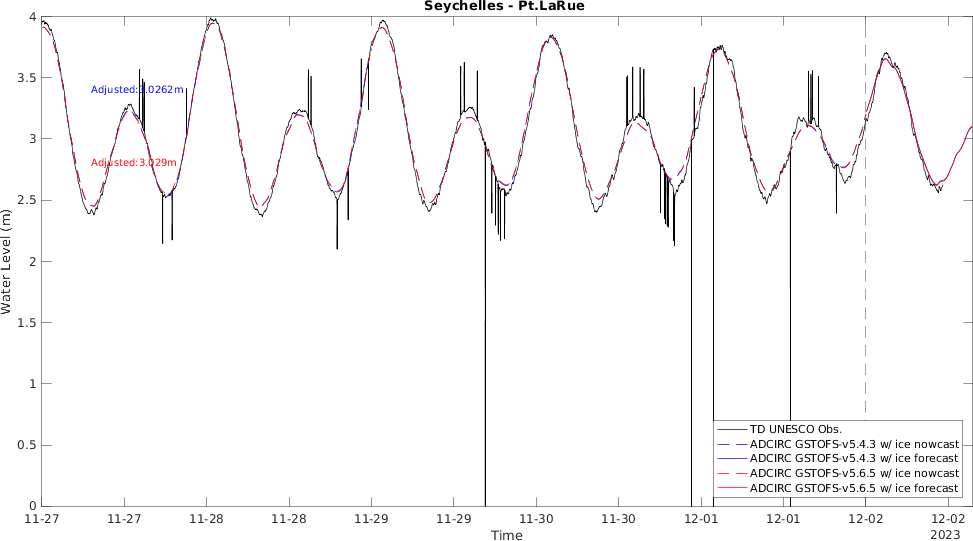 Seychelles - Pt.LaRue
4
3.5
3
2.5
2
1.5
1
0.5
0
Water Level (m)
Adjusted:3.0262m
Adjusted:3.029m
TD UNESCO Obs.
ADCIRC GSTOFS-v5.4.3 w/ ice nowcast
ADCIRC GSTOFS-v5.4.3 w/ ice forecast
ADCIRC GSTOFS-v5.6.5 w/ ice nowcast
ADCIRC GSTOFS-v5.6.5 w/ ice forecast
11-27 11-27 11-28 11-28 11-29 11-29 11-30 11-30 12-01 12-01 12-02 12-02
Time
2023